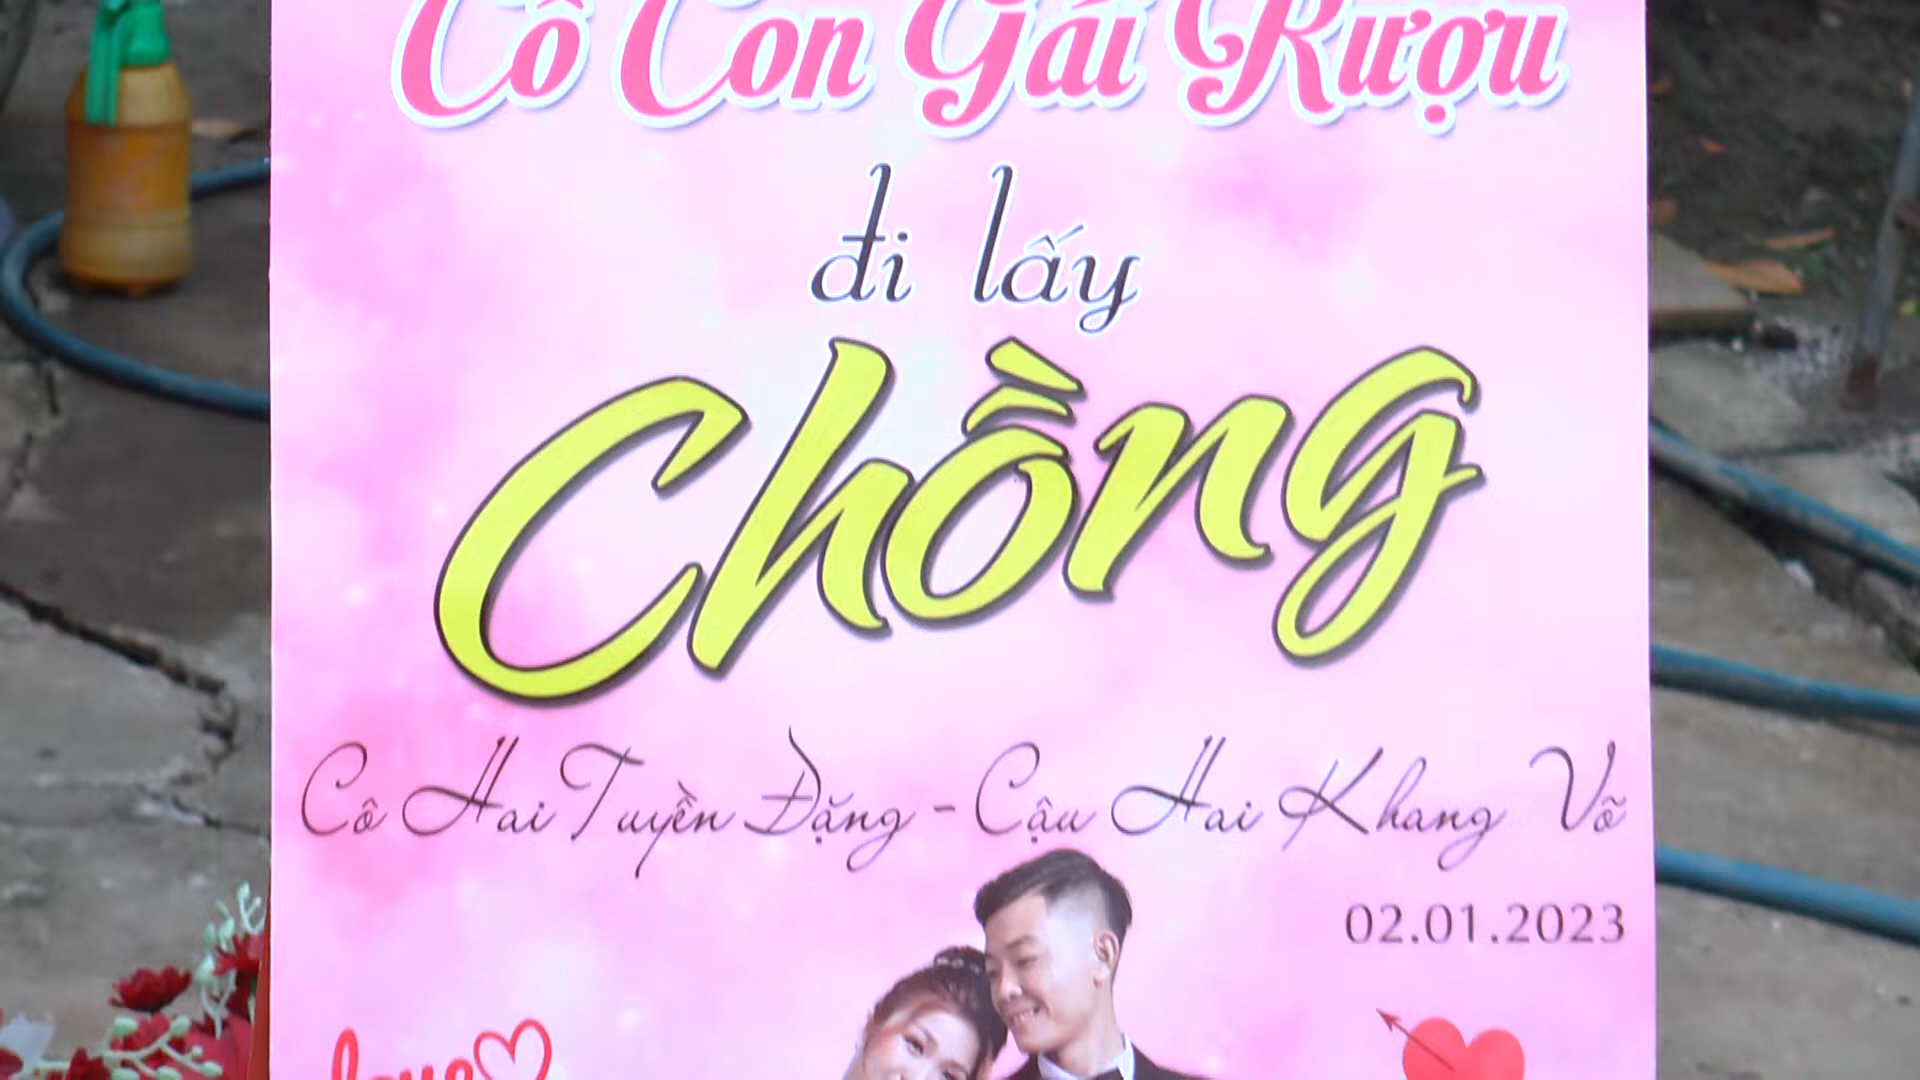 Cô Con Gái Rượu
đi lấy
Chồng
Cô Hai Tuyền Đặng - Cậu Hai Khang Võ
02.01.2023
love